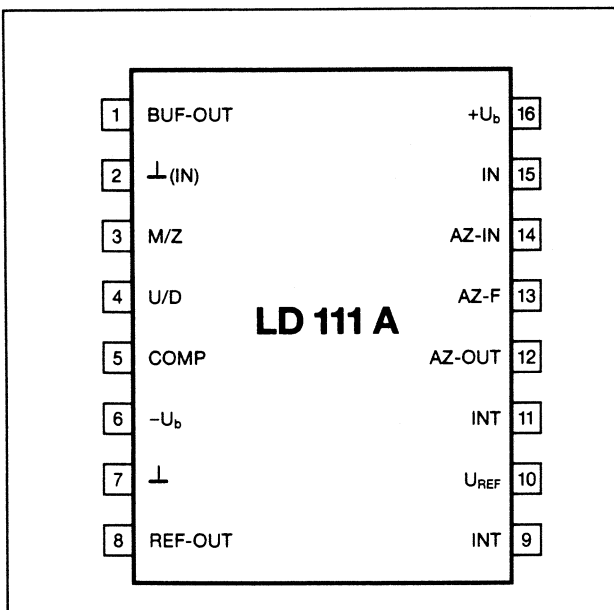 1 BUF-OUT +Ub 16
2 ⊥(IN) IN 15
3 M/Z AZ-IN 14
4 U/D AZ-F 13
LD 111 A
5 COMP AZ-OUT 12
6 −Ub INT 11
7 ⊥ UREF 10
8 REF-OUT INT 9